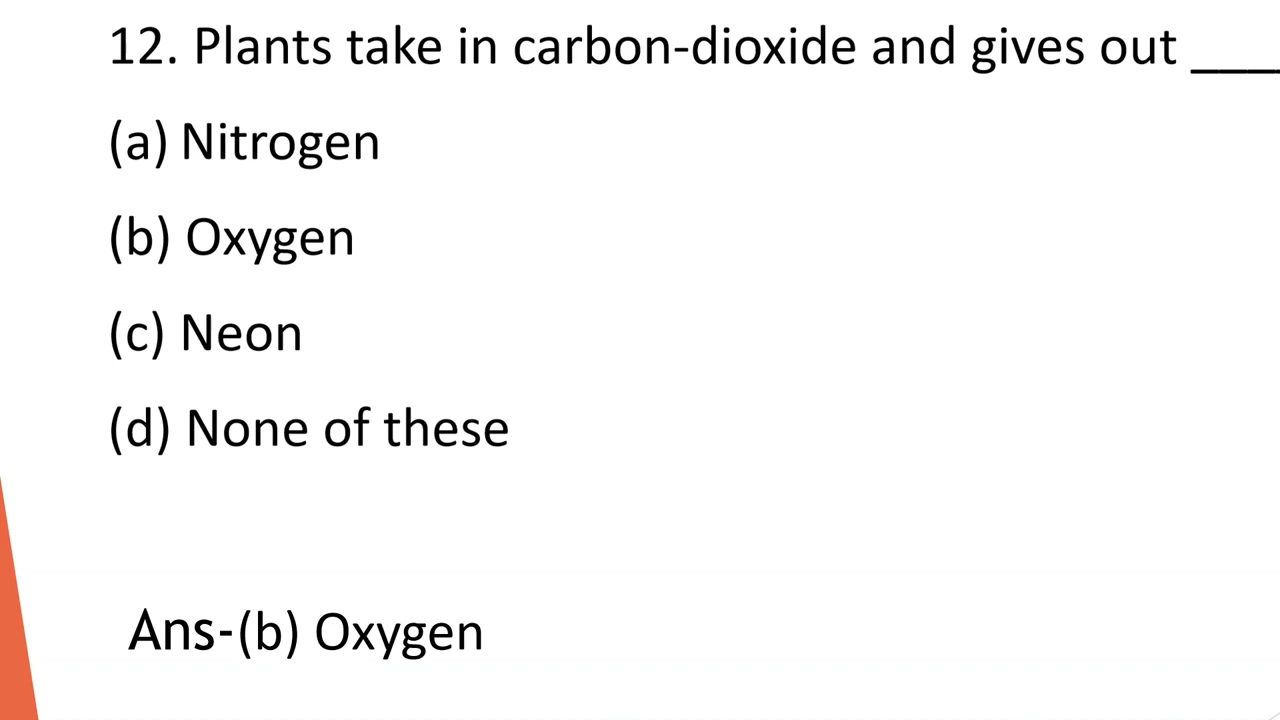 12. Plants take in carbon-dioxide and gives out ____
(a) Nitrogen
(b) Oxygen
(c) Neon
(d) None of these
Ans-(b) Oxygen